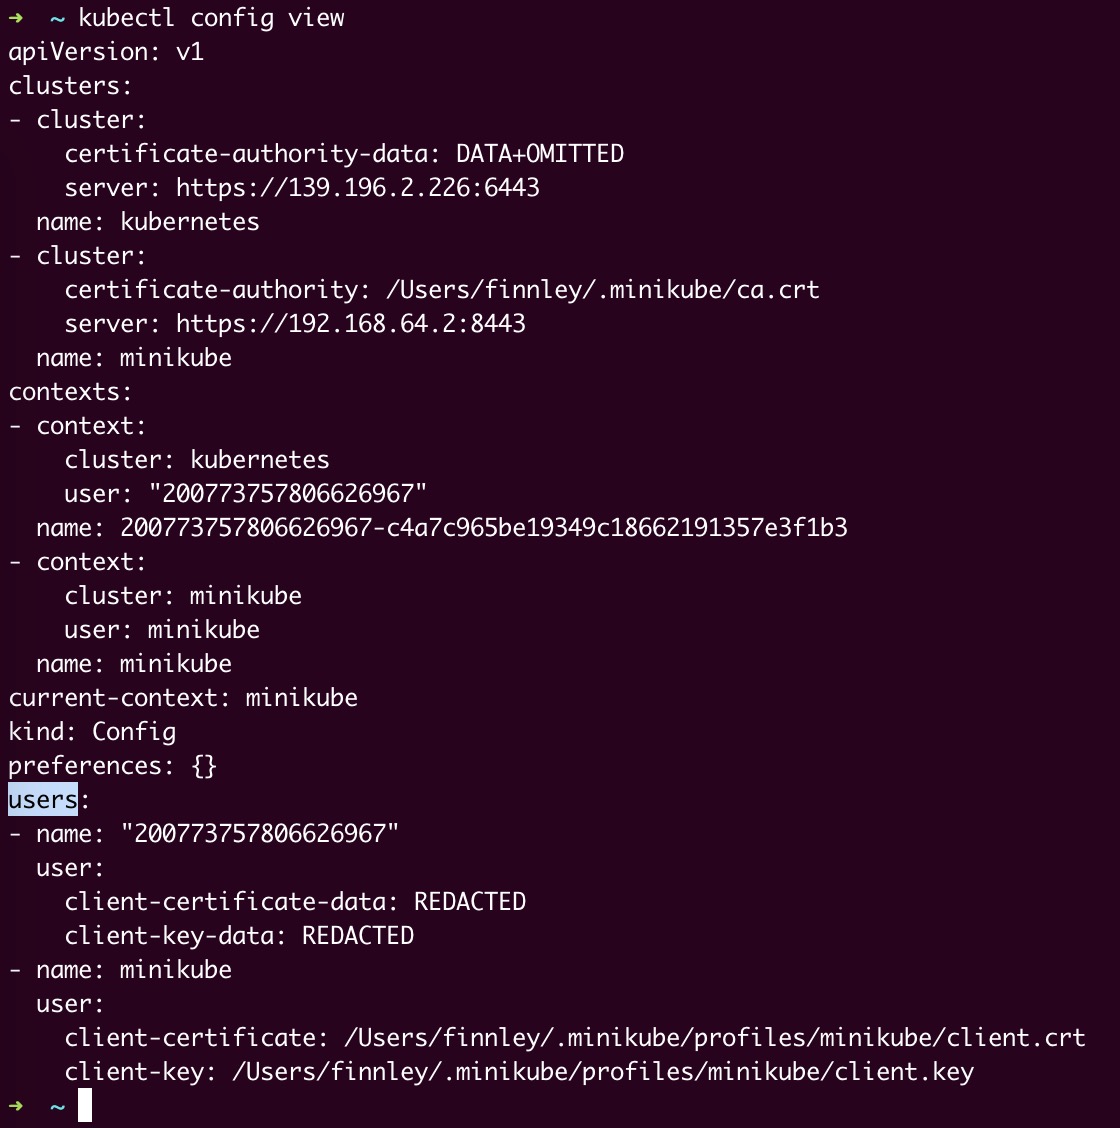 ➜  ~ kubectl config view
apiVersion: v1
clusters:
- cluster:
    certificate-authority-data: DATA+OMITTED
    server: https://139.196.2.226:6443
  name: kubernetes
- cluster:
    certificate-authority: /Users/finnley/.minikube/ca.crt
    server: https://192.168.64.2:8443
  name: minikube
contexts:
- context:
    cluster: kubernetes
    user: "200773757806626967"
  name: 200773757806626967-c4a7c965be19349c18662191357e3f1b3
- context:
    cluster: minikube
    user: minikube
  name: minikube
current-context: minikube
kind: Config
preferences: {}
users:
- name: "200773757806626967"
  user:
    client-certificate-data: REDACTED
    client-key-data: REDACTED
- name: minikube
  user:
    client-certificate: /Users/finnley/.minikube/profiles/minikube/client.crt
    client-key: /Users/finnley/.minikube/profiles/minikube/client.key
➜  ~